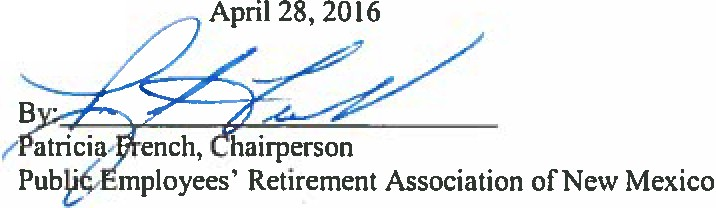 April 28, 2016
By:
Patricia French, Chairperson
Public Employees' Retirement Association of New Mexico